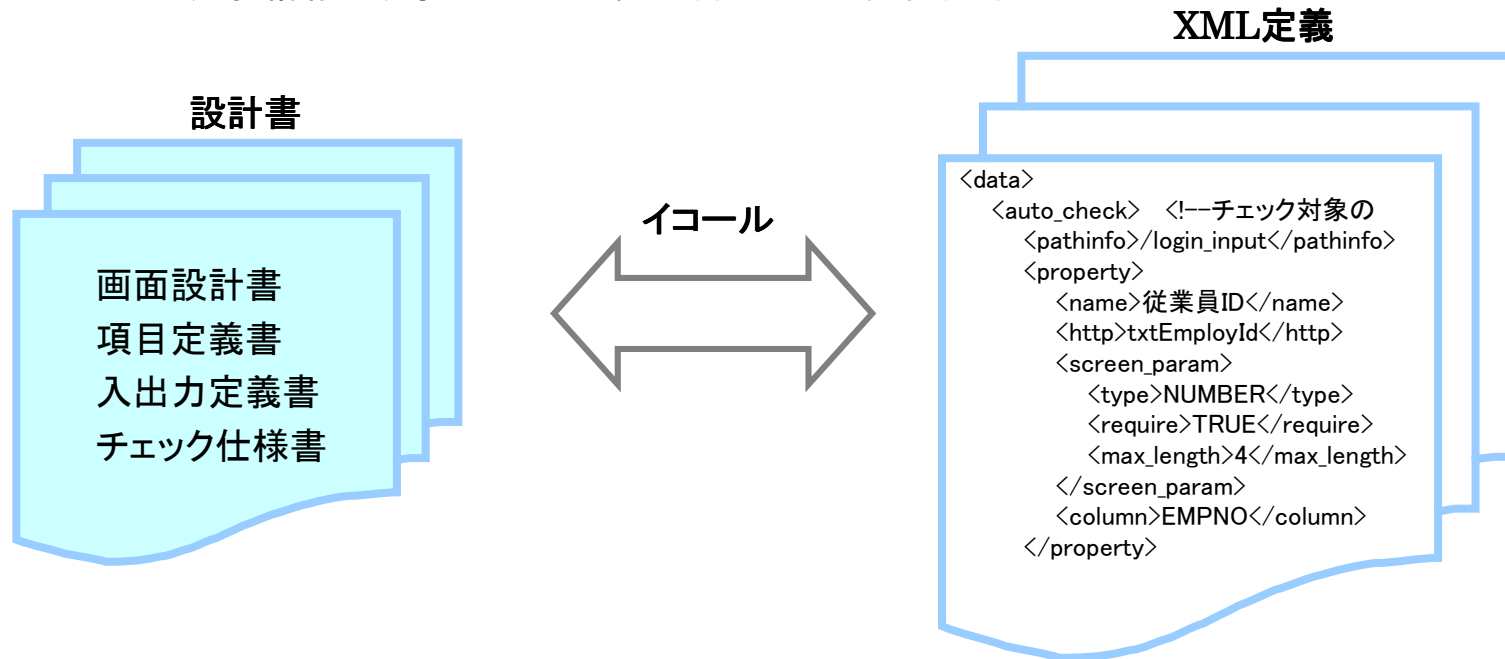 XML定義
設計書
イコール
画面設計書
項目定義書
入出力定義書
チェック仕様書
<data>
<auto_check> <!--チェック対象の
<pathinfo>/login_input</pathinfo>
<property>
<name>従業員ID</name>
<http>txtEmployId</http>
<screen_param>
<type>NUMBER</type>
<require>TRUE</require>
<max_length>4</max_length>
</screen_param>
<column>EMPNO</column>
</property>